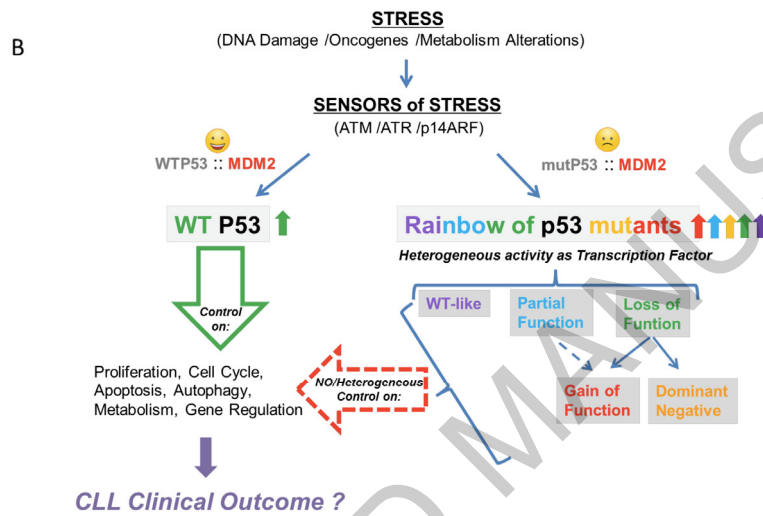 B
STRESS
(DNA Damage /Oncogenes /Metabolism Alterations)
SENSORS of STRESS
(ATM /ATR /p14ARF)
WTP53 :: MDM2
mutP53 :: MDM2
WT P53
Rainbow of p53 mutants
Heterogeneous activity as Transcription Factor
Control
on:
WT-like
Partial
Function
Loss of
Funtion
Proliferation, Cell Cycle,
Apoptosis, Autophagy,
Metabolism, Gene Regulation
NO/Heterogeneous
Control on:
Gain of
Function
Dominant
Negative
CLL Clinical Outcome ?
D MANUS